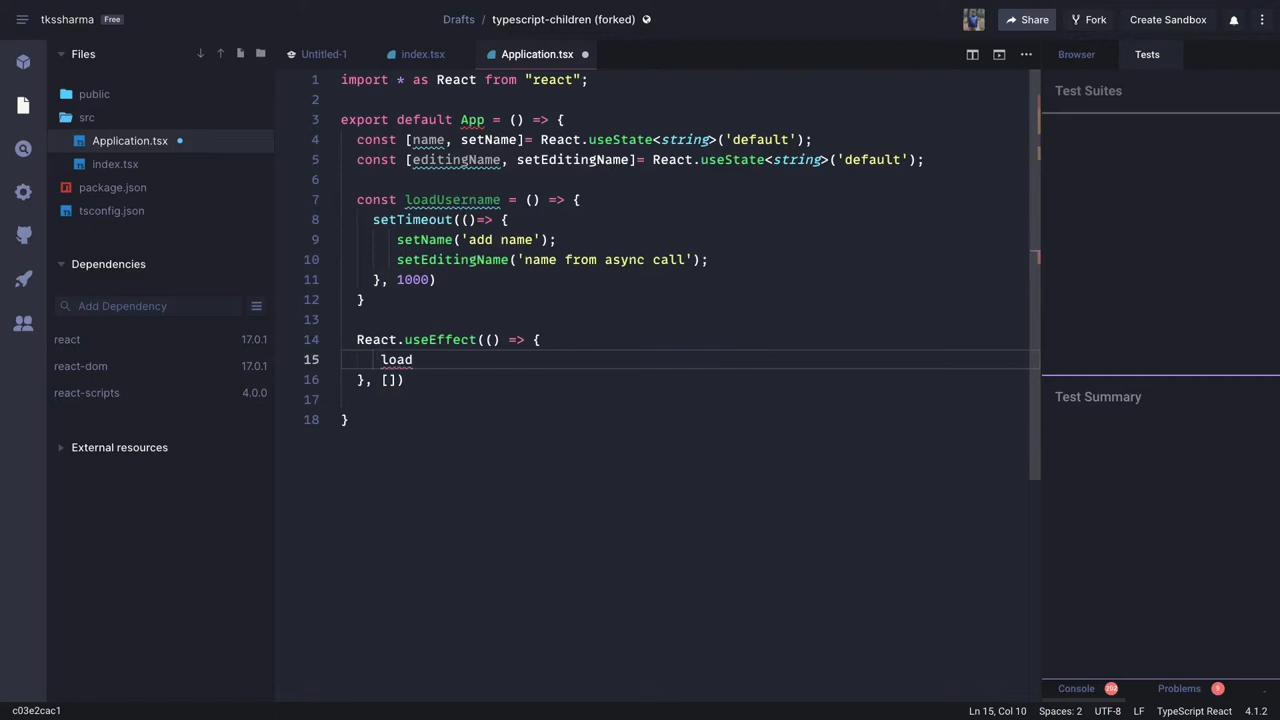 tkssharma Free
Drafts / typescript-children (forked)
Share Fork Create Sandbox
Files
Untitled-1 index.tsx Application.tsx
Browser Tests
public
src
Application.tsx
index.tsx
package.json
tsconfig.json
Dependencies
Add Dependency
react 17.0.1
react-dom 17.0.1
react-scripts 4.0.0
External resources
1 import * as React from "react";
2
3 export default App = () => {
4 const [name, setName]= React.useState<string>('default');
5 const [editingName, setEditingName]= React.useState<string>('default');
6
7 const loadUsername = () => {
8 setTimeout(()=> {
9 setName('add name');
10 setEditingName('name from async call');
11 }, 1000)
12 }
13
14 React.useEffect(() => {
15 load
16 }, [])
17
18 }
Test Suites
Test Summary
Console 202
Problems 9
c03e2cac1
Ln 15, Col 10 Spaces: 2 UTF-8 LF TypeScript React 4.1.2